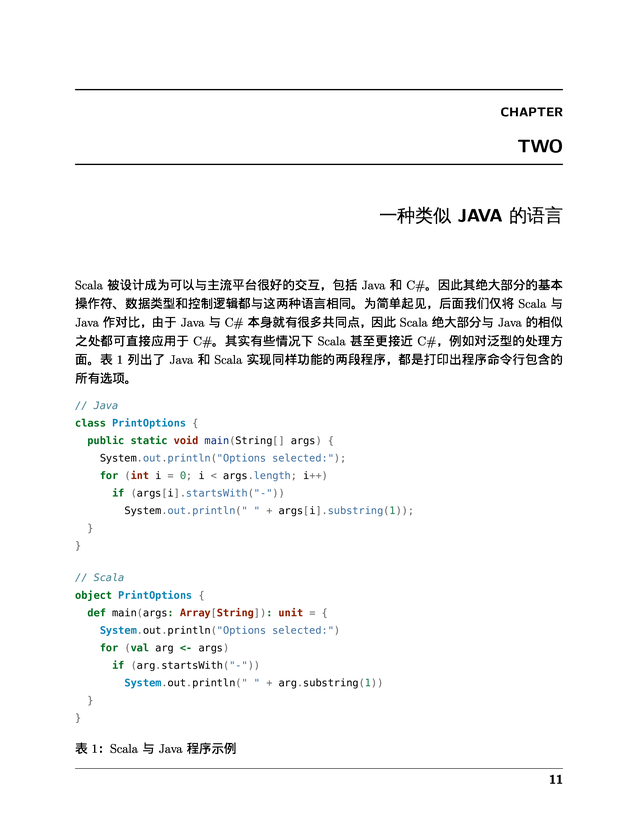 CHAPTER
TWO
一种类似 JAVA 的语言
Scala 被设计成为可以与主流平台很好的交互，包括 Java 和 C#。因此其绝大部分的基本
操作符、数据类型和控制逻辑都与这两种语言相同。为简单起见，后面我们仅将 Scala 与
Java 作对比，由于 Java 与 C# 本身就有很多共同点，因此 Scala 绝大部分与 Java 的相似
之处都可直接应用于 C#。其实有些情况下 Scala 甚至更接近 C#，例如对泛型的处理方
面。表 1 列出了 Java 和 Scala 实现同样功能的两段程序，都是打印出程序命令行包含的
所有选项。
// Java
class PrintOptions {
  public static void main(String[] args) {
    System.out.println("Options selected:");
    for (int i = 0; i < args.length; i++)
      if (args[i].startsWith("-"))
        System.out.println(" " + args[i].substring(1));
  }
}
// Scala
object PrintOptions {
  def main(args: Array[String]): unit = {
    System.out.println("Options selected:")
    for (val arg <- args)
      if (arg.startsWith("-"))
        System.out.println(" " + arg.substring(1))
  }
}
表 1：Scala 与 Java 程序示例
11